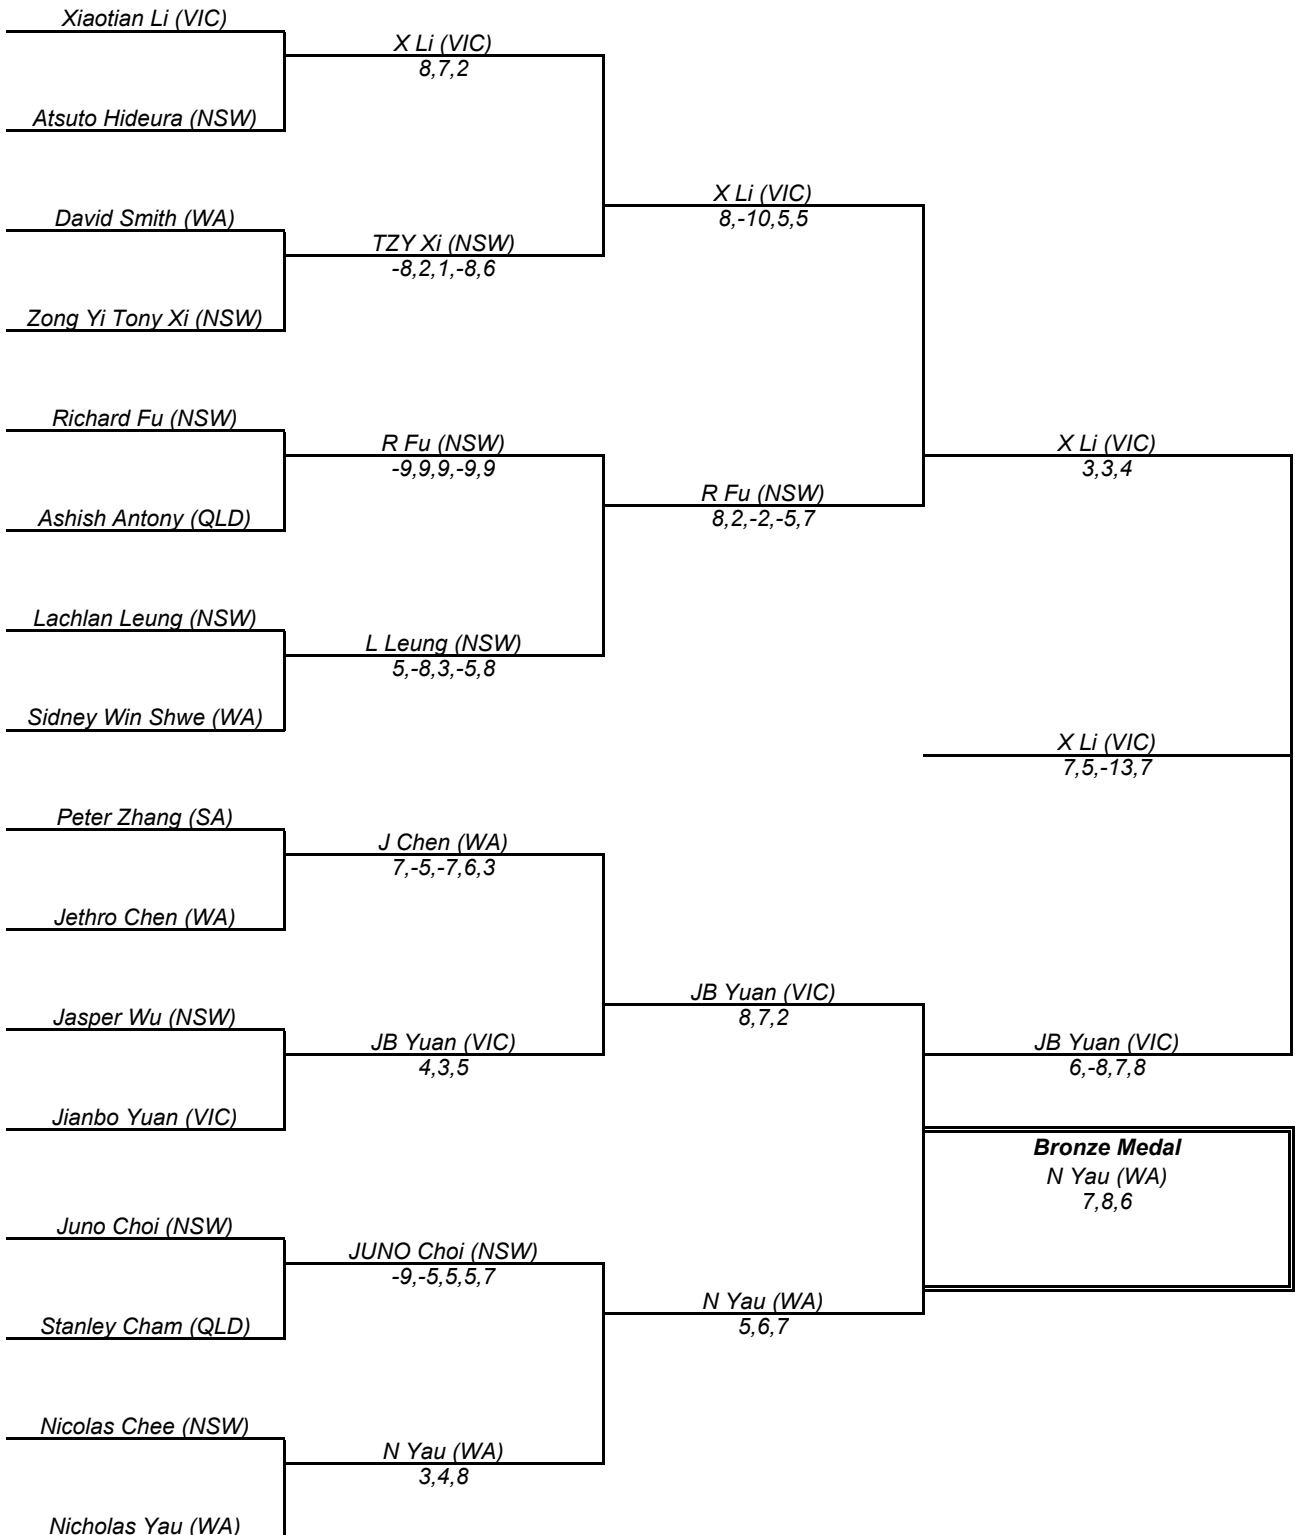 Xiaotian Li (VIC)
X Li (VIC)
8,7,2
Atsuto Hideura (NSW)
X Li (VIC)
8,-10,5,5
David Smith (WA)
TZY Xi (NSW)
-8,2,1,-8,6
Zong Yi Tony Xi (NSW)
Richard Fu (NSW)
R Fu (NSW)
-9,9,9,-9,9
X Li (VIC)
3,3,4
R Fu (NSW)
8,2,-2,-5,7
Ashish Antony (QLD)
Lachlan Leung (NSW)
L Leung (NSW)
5,-8,3,-5,8
Sidney Win Shwe (WA)
X Li (VIC)
7,5,-13,7
Peter Zhang (SA)
J Chen (WA)
7,-5,-7,6,3
Jethro Chen (WA)
JB Yuan (VIC)
8,7,2
Jasper Wu (NSW)
JB Yuan (VIC)
4,3,5
JB Yuan (VIC)
6,-8,7,8
Jianbo Yuan (VIC)
Bronze Medal
N Yau (WA)
7,8,6
Juno Choi (NSW)
JUNO Choi (NSW)
-9,-5,5,5,7
N Yau (WA)
5,6,7
Stanley Cham (QLD)
Nicolas Chee (NSW)
N Yau (WA)
3,4,8
Nicholas Yau (WA)